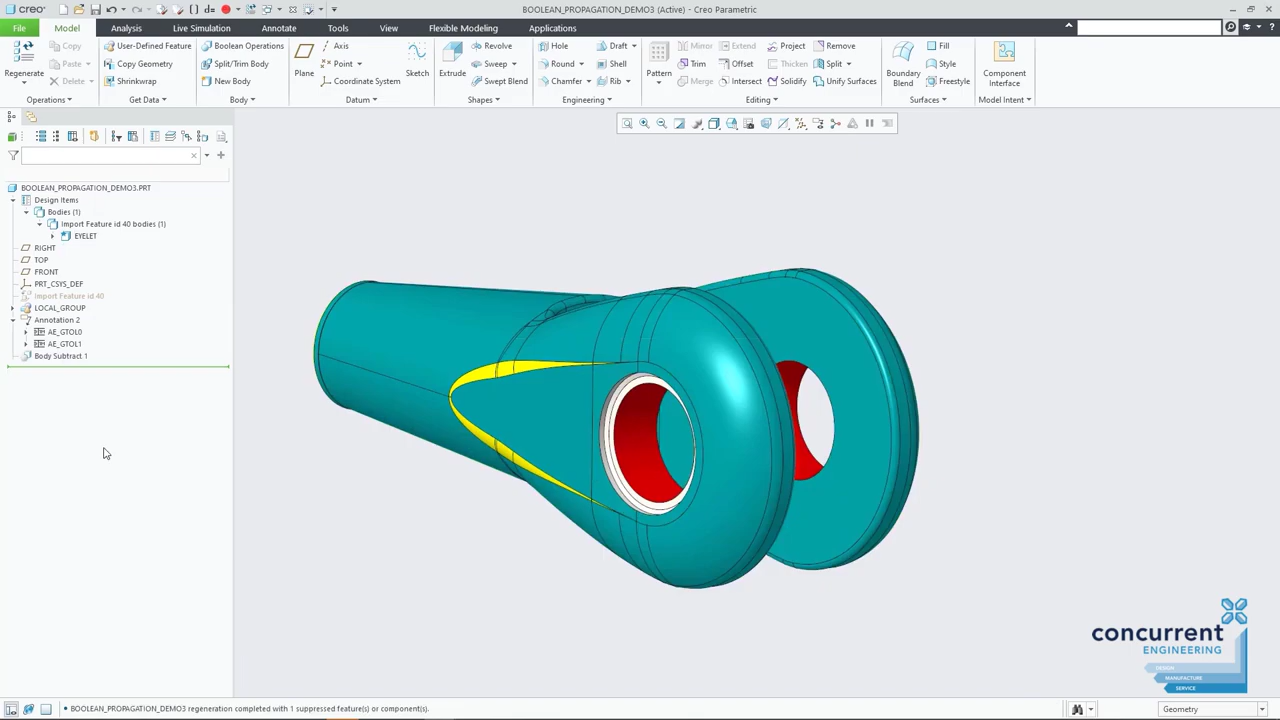 creo
BOOLEAN_PROPAGATION_DEMO3 (Active) - Creo Parametric
File Model Analysis Live Simulation Annotate Tools View Flexible Modeling Applications
Copy User-Defined Feature Boolean Operations Axis Revolve Hole Draft Mirror Extend Project Remove Fill
Regenerate Paste Copy Geometry Split/Trim Body Plane Point Sketch Extrude Sweep Round Shell Pattern Trim Offset Thicken Split Boundary Blend Style Component Interface
Delete Shrinkwrap New Body Coordinate System Swept Blend Chamfer Rib Merge Intersect Solidify Unify Surfaces Freestyle
Operations Get Data Body Datum Shapes Engineering Editing Surfaces Model Intent
BOOLEAN_PROPAGATION_DEMO3.PRT
Design Items
Bodies (1)
Import Feature id 40 bodies (1)
EYELET
RIGHT
TOP
FRONT
PRT_CSYS_DEF
Import Feature id 40
LOCAL_GROUP
Annotation 2
AE_GTOL0
AE_GTOL1
Body Subtract 1
concurrent
ENGINEERING
DESIGN
MANUFACTURE
SERVICE
• BOOLEAN_PROPAGATION_DEMO3 regeneration completed with 1 suppressed feature(s) or component(s).
Geometry